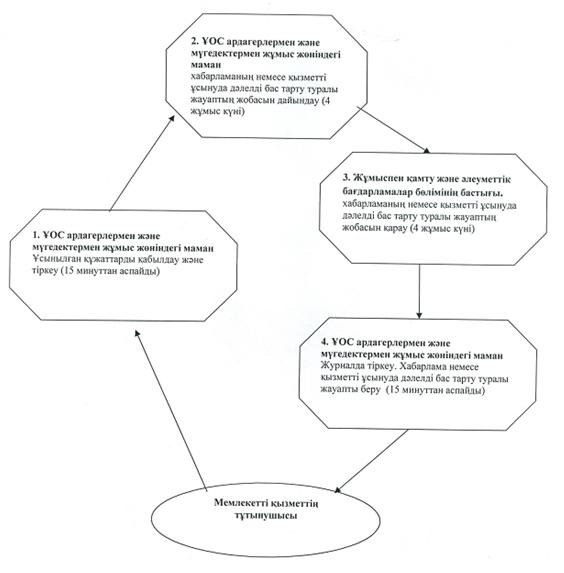 2. ҰОС ардагерлермен және
мүгедектермен жұмыс жөніндегі
маман
хабарламаның немесе қызметті
ұсынуда дәлелді бас тарту туралы
жауаптың жобасын дайындау (4
жұмыс күні)
3. Жұмыспен қамту және әлеуметтік
бағдарламалар бөлімінің бастығы.
хабарламаның немесе қызметті ұсынуда
дәлелді бас тарту туралы жауаптың
жобасын қарау (4 жұмыс күні)
1. ҰОС ардагерлермен және
мүгедектермен жұмыс жөніндегі маман
Ұсынылған құжаттарды қабылдау және
тіркеу (15 минуттан аспайды)
4. ҰОС ардагерлермен және
мүгедектермен жұмыс жөніндегі маман
Журналда тіркеу. Хабарлама немесе
қызметті ұсынуда дәлелді бас тарту туралы
жауапты беру (15 минуттан аспайды)
Мемлекетті қызметтің
тұтынушысы